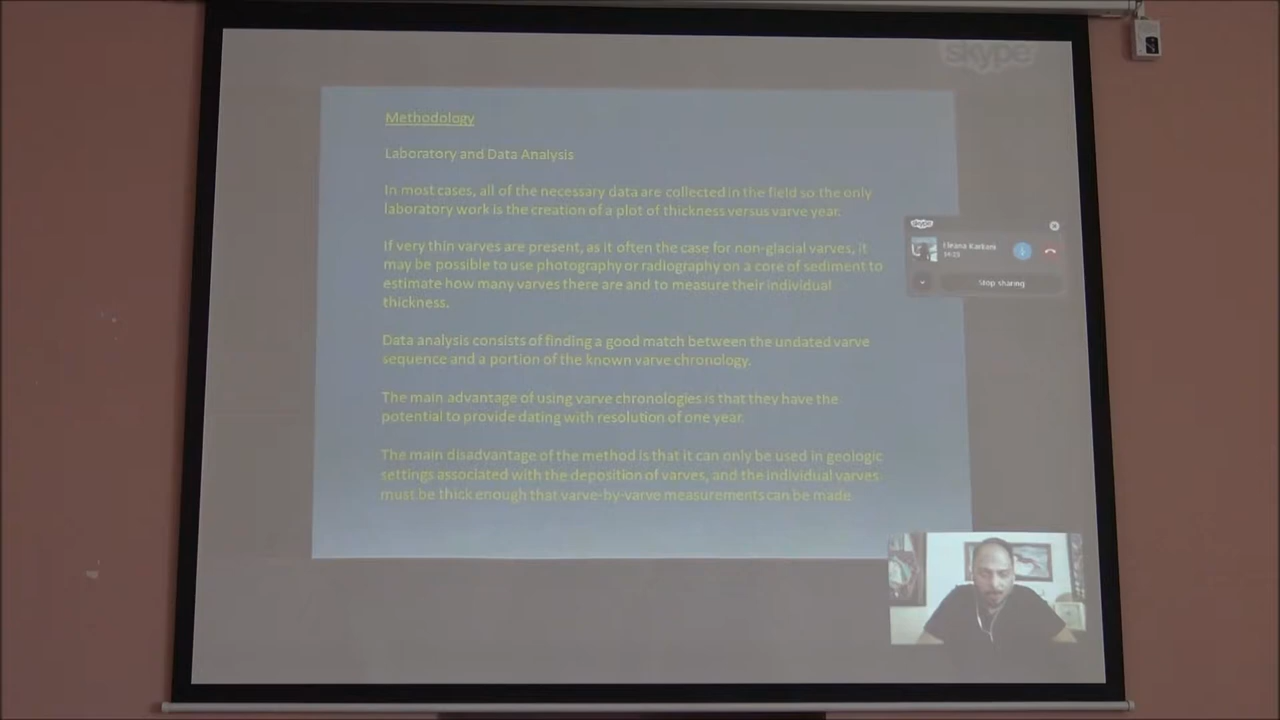 skype
Methodology
Laboratory and Data Analysis
In most cases, all of the necessary data are collected in the field so the only
laboratory work is the creation of a plot of thickness versus varve year.
If very thin varves are present, as it often the case for non-glacial varves, it
may be possible to use photography or radiography on a core of sediment to
estimate how many varves there are and to measure their individual
thickness.
Data analysis consists of finding a good match between the undated varve
sequence and a portion of the known varve chronology.
The main advantage of using varve chronologies is that they have the
potential to provide dating with resolution of one year.
The main disadvantage of the method is that it can only be used in geologic
settings associated with the deposition of varves, and the individual varves
must be thick enough that varve-by-varve measurements can be made.
skype
Stop sharing